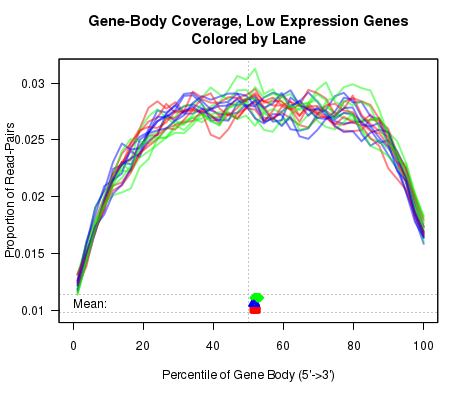 Gene-Body Coverage, Low Expression Genes
Colored by Lane
Proportion of Read-Pairs
0.03
0.025
0.02
0.015
0.01
Mean:
0 20 40 60 80 100
Percentile of Gene Body (5'->3')